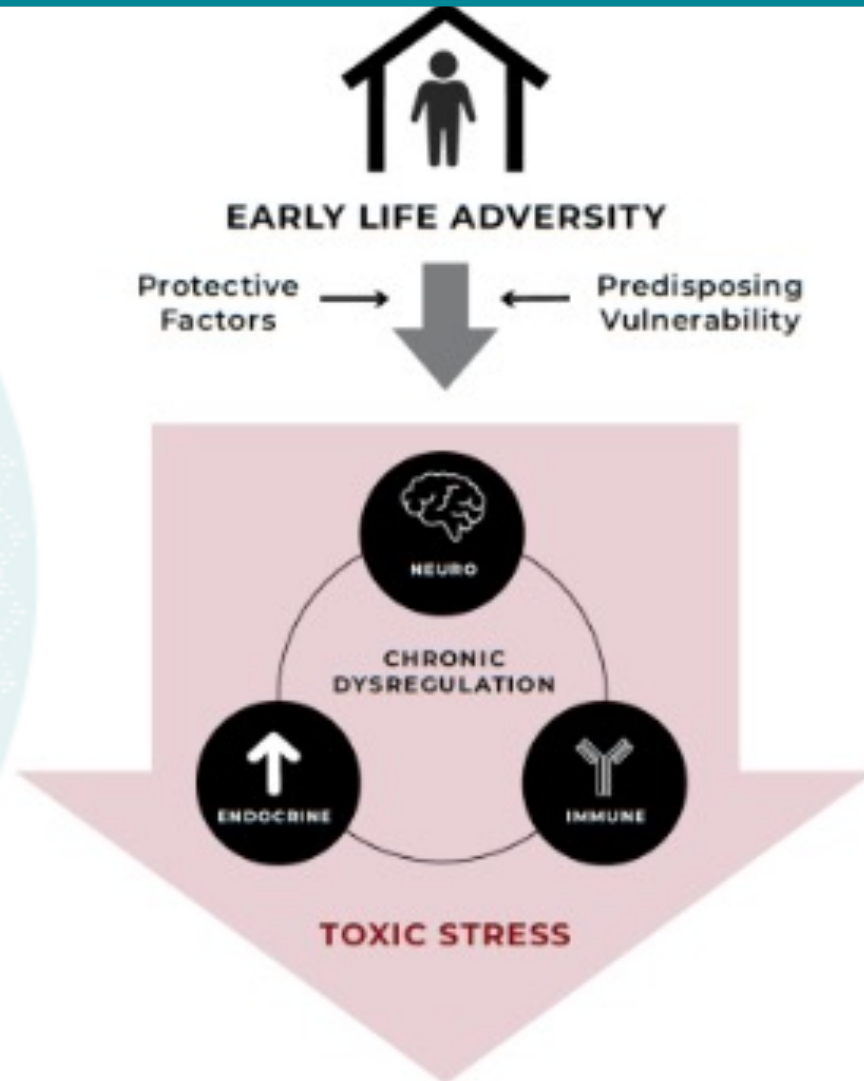 EARLY LIFE ADVERSITY
Protective
Factors
Predisposing
Vulnerability
NEURO
CHRONIC
DYSREGULATION
ENDOCRINE
IMMUNE
TOXIC STRESS